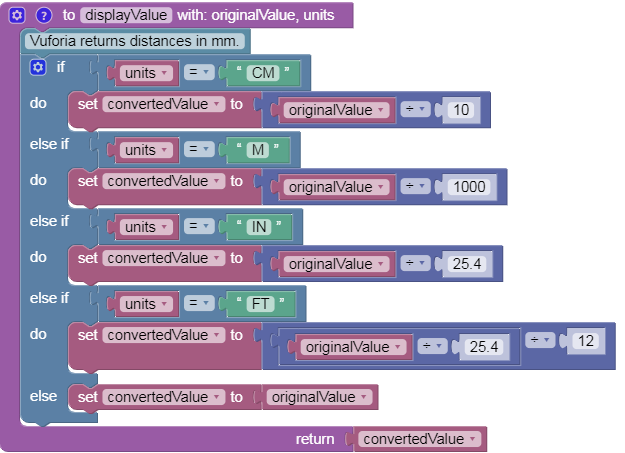 to displayValue with: originalValue, units
Vuforia returns distances in mm.
if units = “ CM ”
do set convertedValue to originalValue ÷ 10
else if units = “ M ”
do set convertedValue to originalValue ÷ 1000
else if units = “ IN ”
do set convertedValue to originalValue ÷ 25.4
else if units = “ FT ”
do set convertedValue to originalValue ÷ 25.4 ÷ 12
else set convertedValue to originalValue
return convertedValue